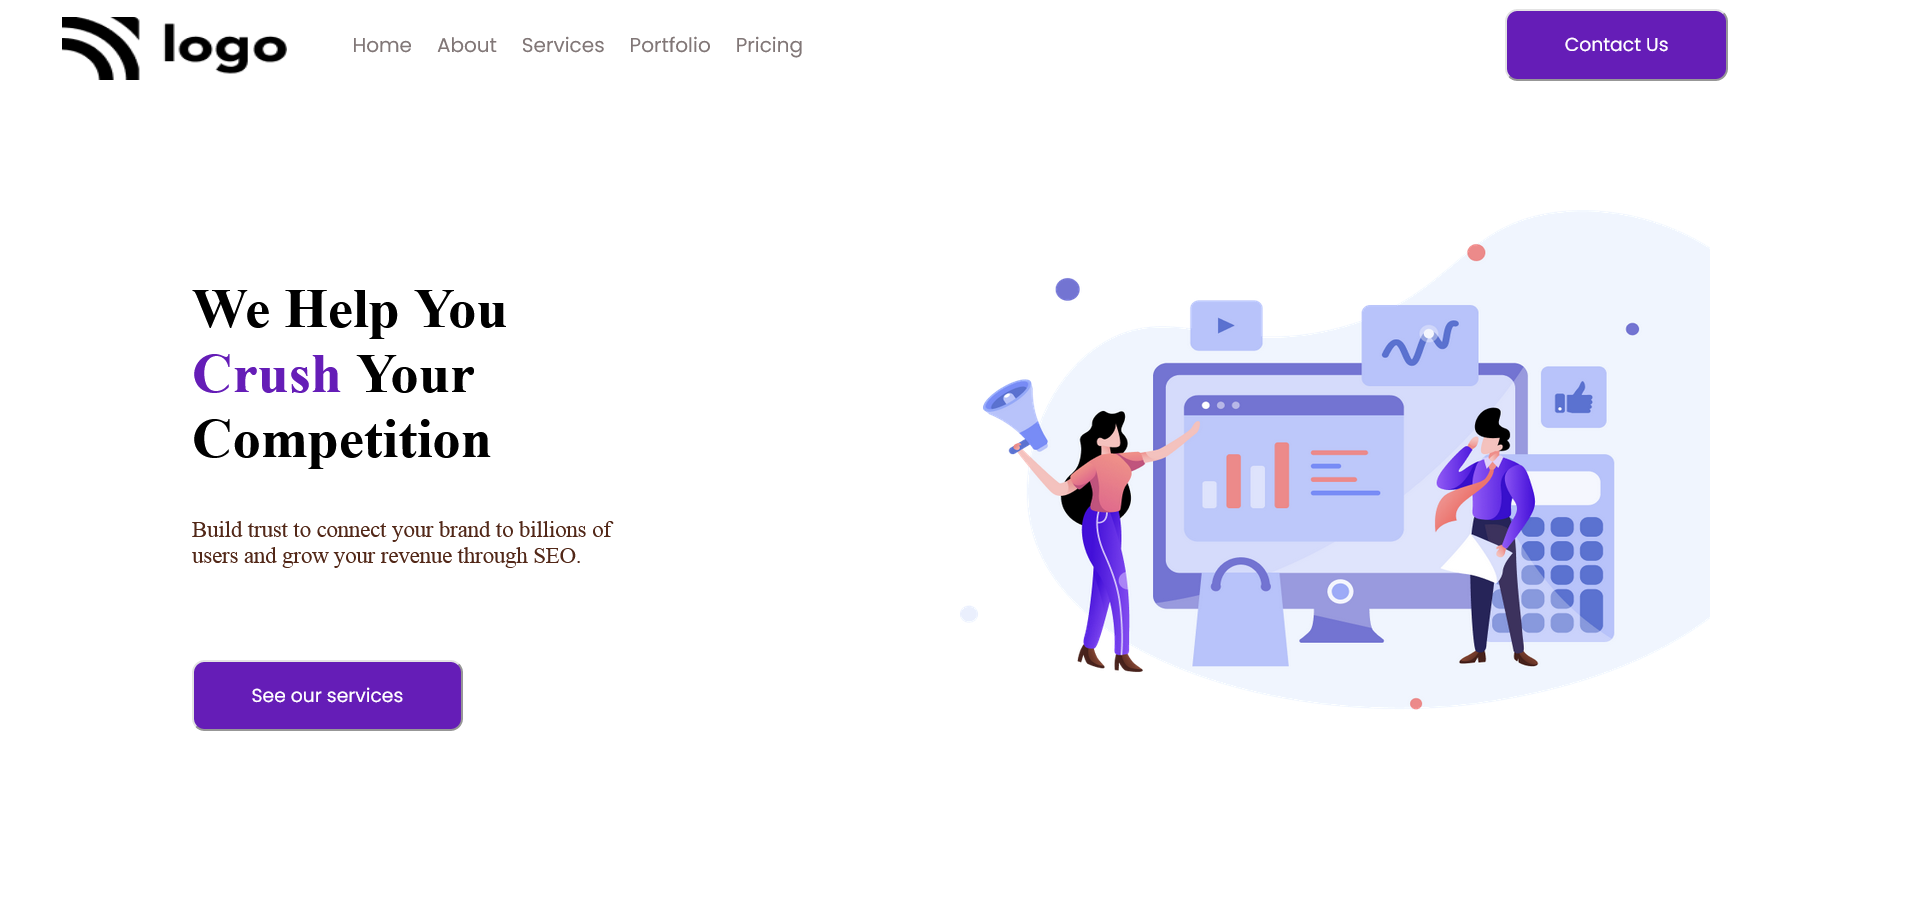 logo
Home About Services Portfolio Pricing
Contact Us
We Help You
Crush Your
Competition
Build trust to connect your brand to billions of
users and grow your revenue through SEO.
See our services